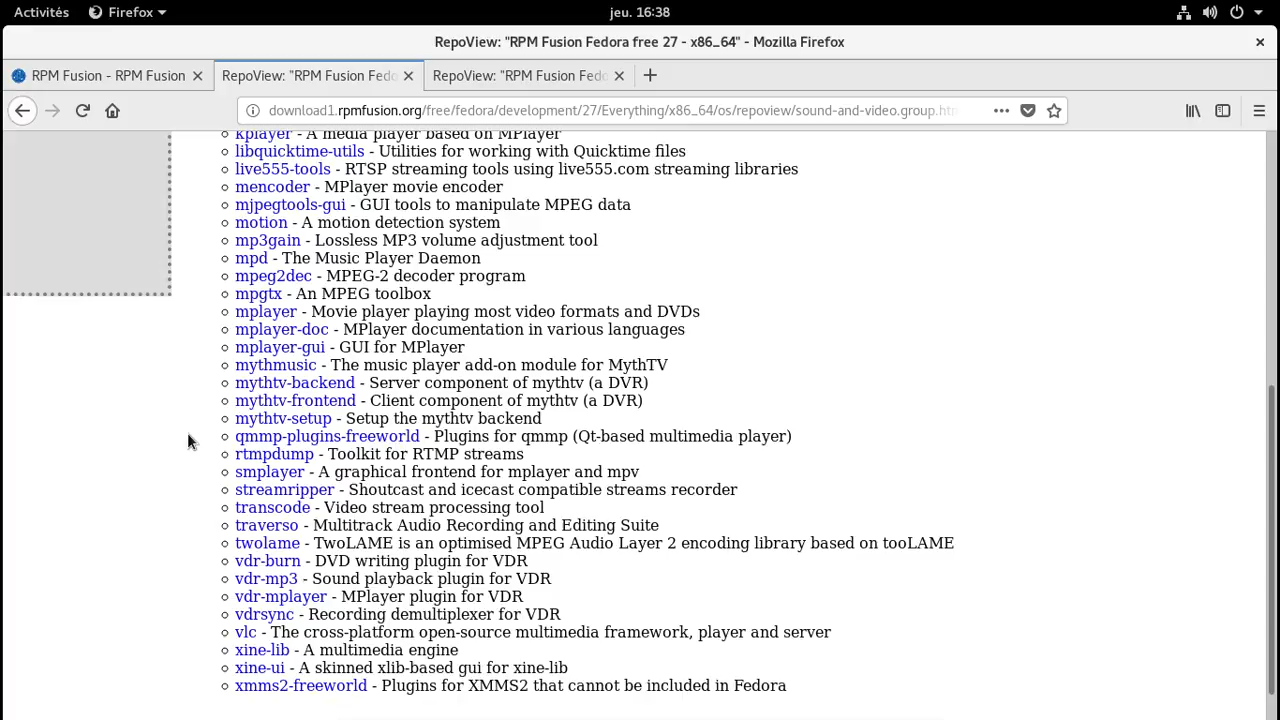 Activités Firefox jeu. 16:38
RepoView: "RPM Fusion Fedora free 27 - x86_64" - Mozilla Firefox
RPM Fusion - RPM Fusion RepoView: "RPM Fusion Fedo RepoView: "RPM Fusion Fedo
download1.rpmfusion.org/free/fedora/development/27/Everything/x86_64/os/repoview/sound-and-video.group.htm
kplayer - A media player based on MPlayer
libquicktime-utils - Utilities for working with Quicktime files
live555-tools - RTSP streaming tools using live555.com streaming libraries
mencoder - MPlayer movie encoder
mjpegtools-gui - GUI tools to manipulate MPEG data
motion - A motion detection system
mp3gain - Lossless MP3 volume adjustment tool
mpd - The Music Player Daemon
mpeg2dec - MPEG-2 decoder program
mpgtx - An MPEG toolbox
mplayer - Movie player playing most video formats and DVDs
mplayer-doc - MPlayer documentation in various languages
mplayer-gui - GUI for MPlayer
mythmusic - The music player add-on module for MythTV
mythtv-backend - Server component of mythtv (a DVR)
mythtv-frontend - Client component of mythtv (a DVR)
mythtv-setup - Setup the mythtv backend
qmmp-plugins-freeworld - Plugins for qmmp (Qt-based multimedia player)
rtmpdump - Toolkit for RTMP streams
smplayer - A graphical frontend for mplayer and mpv
streamripper - Shoutcast and icecast compatible streams recorder
transcode - Video stream processing tool
traverso - Multitrack Audio Recording and Editing Suite
twolame - TwoLAME is an optimised MPEG Audio Layer 2 encoding library based on tooLAME
vdr-burn - DVD writing plugin for VDR
vdr-mp3 - Sound playback plugin for VDR
vdr-mplayer - MPlayer plugin for VDR
vdrsync - Recording demultiplexer for VDR
vlc - The cross-platform open-source multimedia framework, player and server
xine-lib - A multimedia engine
xine-ui - A skinned xlib-based gui for xine-lib
xmms2-freeworld - Plugins for XMMS2 that cannot be included in Fedora